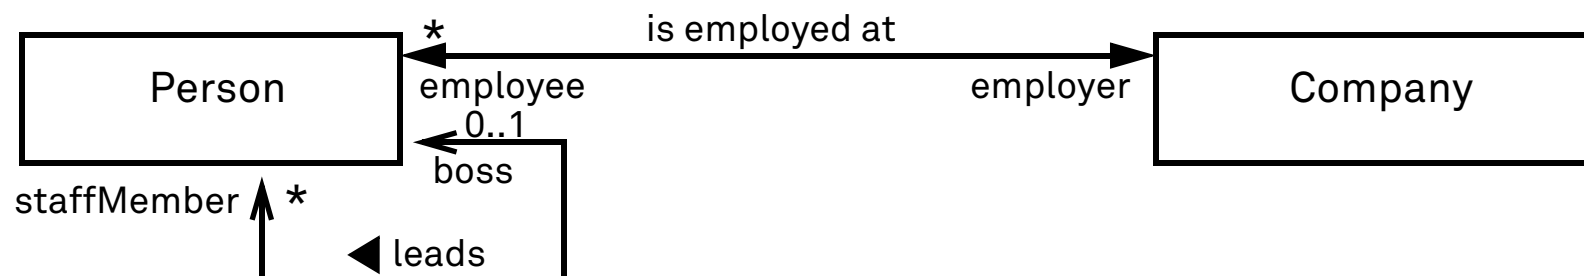 *
is employed at
Person
Company
employee
employer
0..1
boss
staffMember *
leads